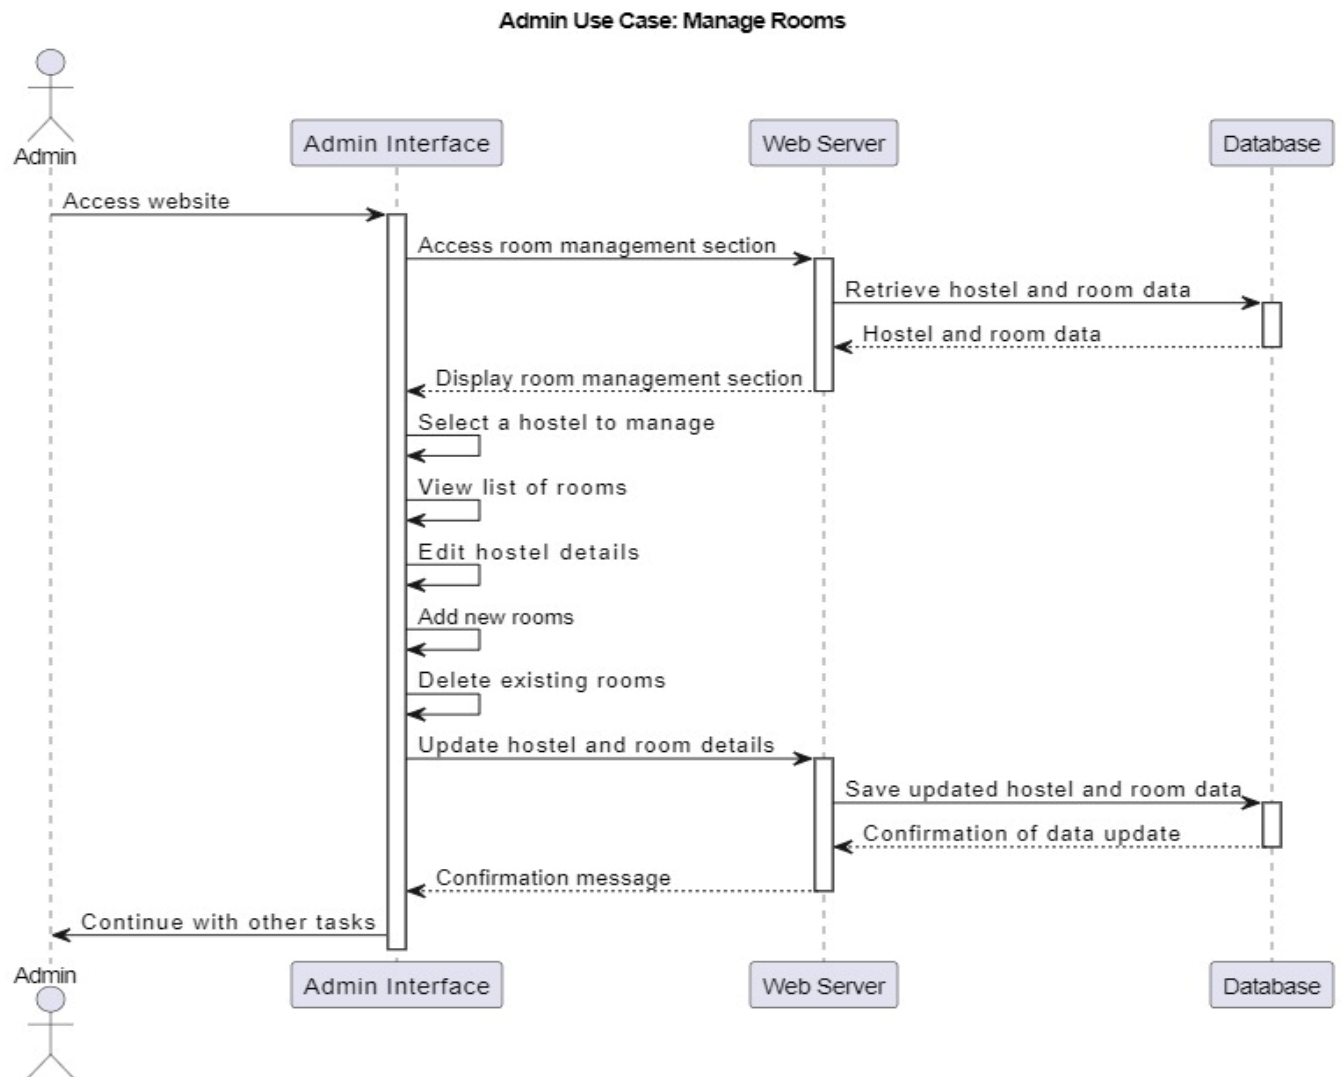 Admin Use Case: Manage Rooms
Admin
Admin Interface
Web Server
Database
Access website
Access room management section
Retrieve hostel and room data
Hostel and room data
Display room management section
Select a hostel to manage
View list of rooms
Edit hostel details
Add new rooms
Delete existing rooms
Update hostel and room details
Save updated hostel and room data
Confirmation of data update
Confirmation message
Continue with other tasks
Admin
Admin Interface
Web Server
Database